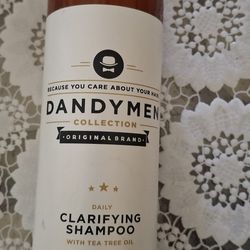 BECAUSE YOU CARE ABOUT YOUR HAIR
DANDYMEN
COLLECTION
ORIGINAL BRAND
DAILY
CLARIFYING
SHAMPOO
WITH TEA TREE OIL